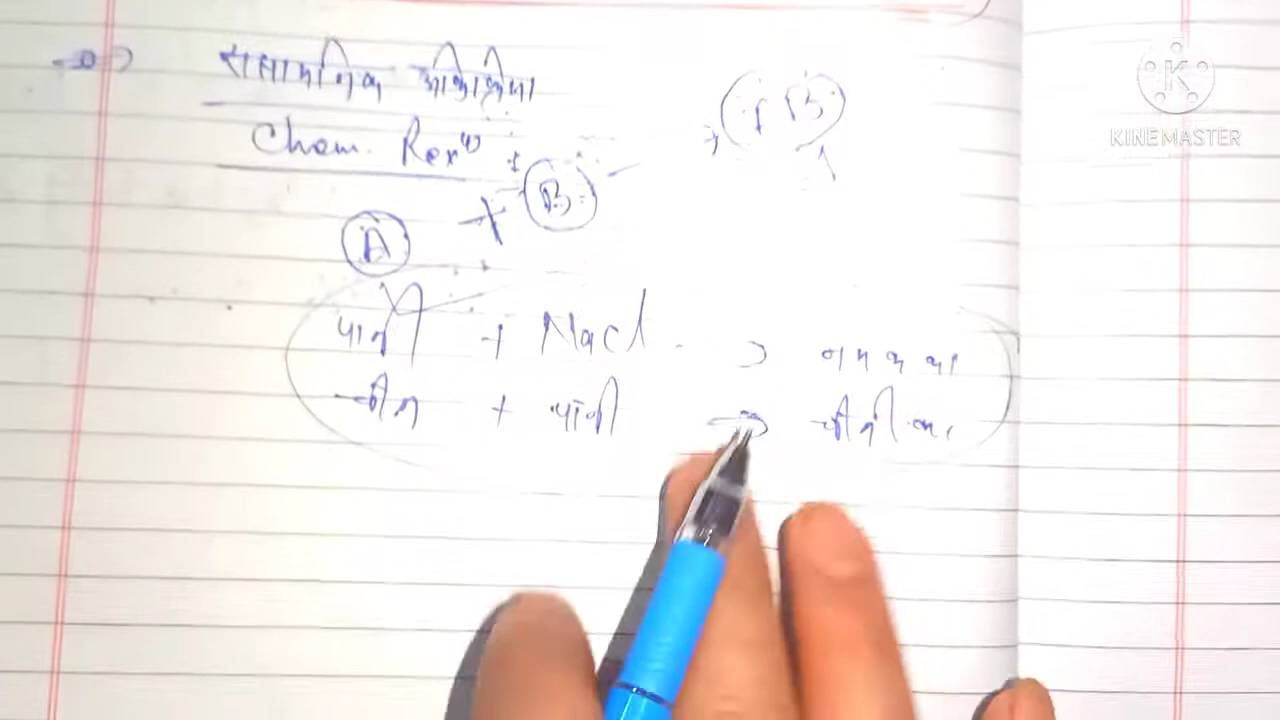 रासायनिक अभिक्रिया
Chem. Rexⁿ
A + B
पानी + Nacl → नमक का
चीनी + पानी → चीनी का
KINEMASTER